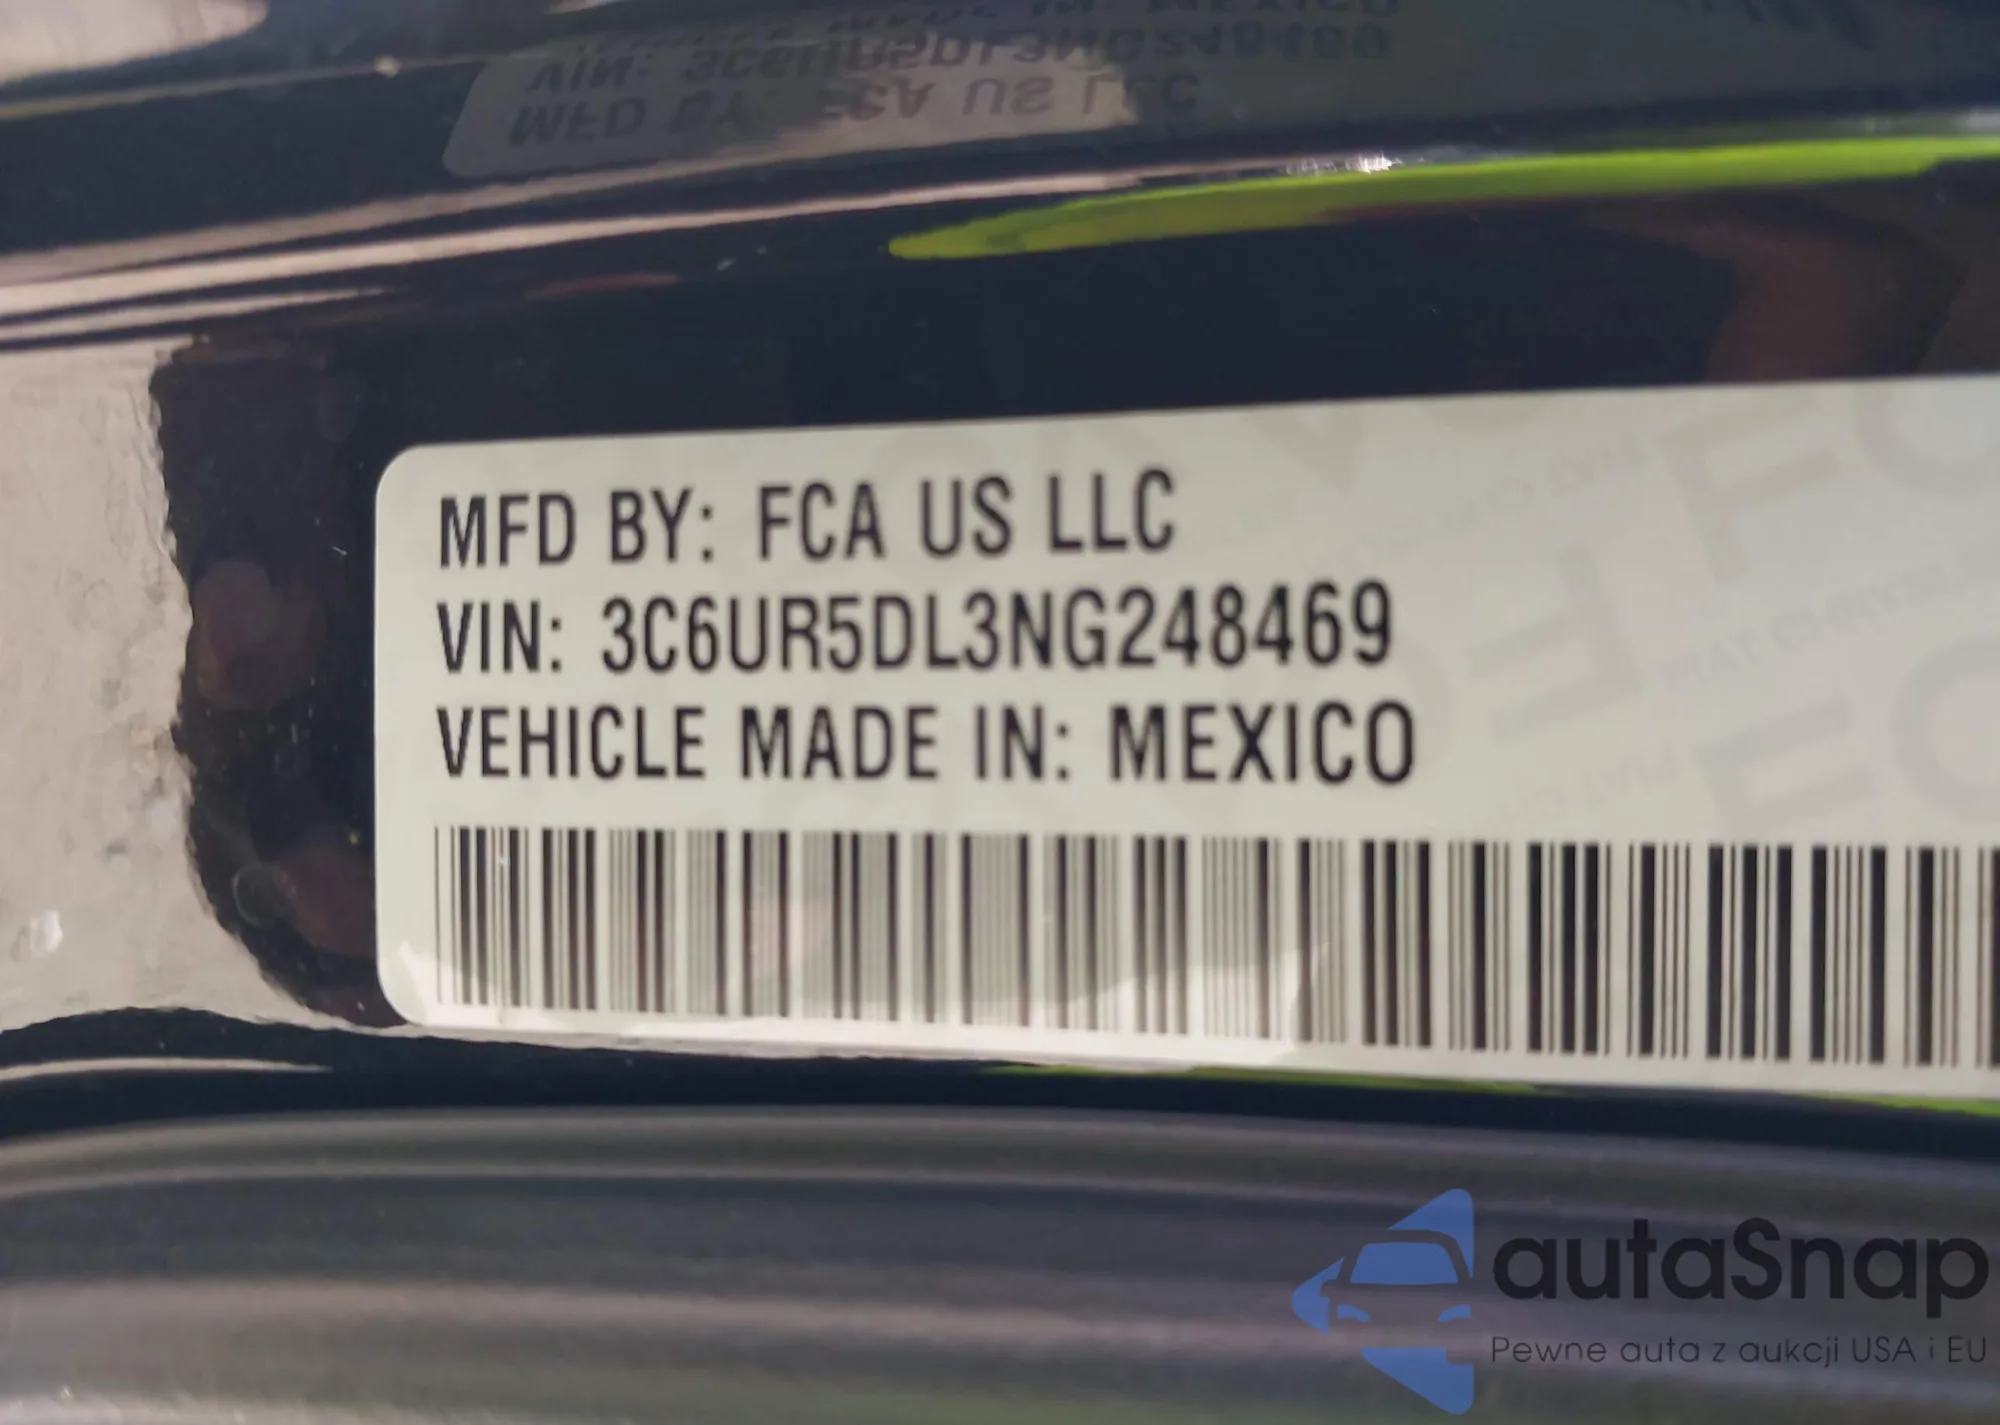 MFD BY: FCA US LLC
VIN: 3C6UR5DL3NG248469
VEHICLE MADE IN: MEXICO
autaSnap
Pewne auta z aukcji USA i EU